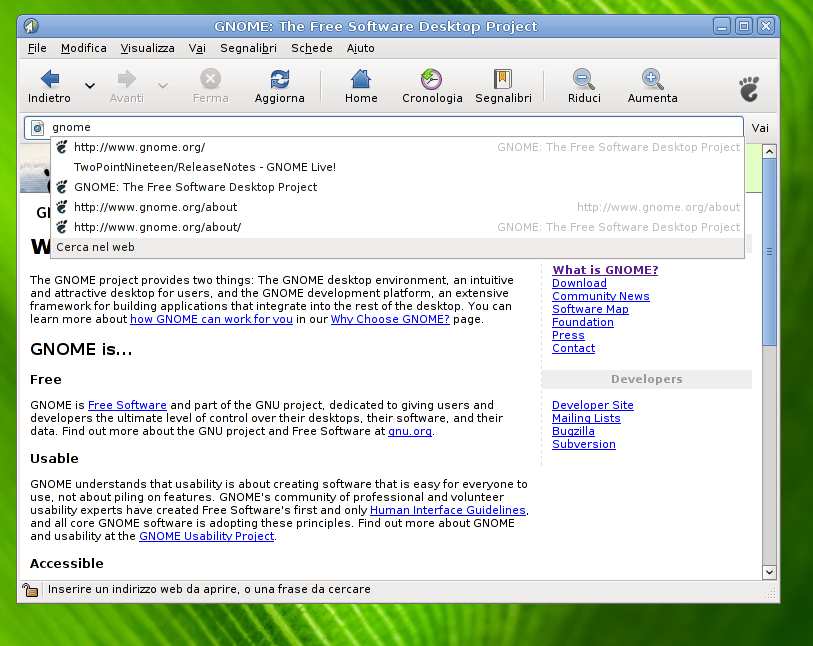 GNOME: The Free Software Desktop Project
File Modifica Visualizza Vai Segnalibri Schede Aiuto
Indietro Avanti Ferma Aggiorna Home Cronologia Segnalibri Riduci Aumenta
gnome Vai
http://www.gnome.org/ GNOME: The Free Software Desktop Project
TwoPointNineteen/ReleaseNotes - GNOME Live!
GNOME: The Free Software Desktop Project
http://www.gnome.org/about http://www.gnome.org/about
http://www.gnome.org/about/ GNOME: The Free Software Desktop Project
Cerca nel web
The GNOME project provides two things: The GNOME desktop environment, an intuitive
and attractive desktop for users, and the GNOME development platform, an extensive
framework for building applications that integrate into the rest of the desktop. You can
learn more about how GNOME can work for you in our Why Choose GNOME? page.
GNOME is...
Free
GNOME is Free Software and part of the GNU project, dedicated to giving users and
developers the ultimate level of control over their desktops, their software, and their
data. Find out more about the GNU project and Free Software at gnu.org.
Usable
GNOME understands that usability is about creating software that is easy for everyone to
use, not about piling on features. GNOME's community of professional and volunteer
usability experts have created Free Software's first and only Human Interface Guidelines,
and all core GNOME software is adopting these principles. Find out more about GNOME
and usability at the GNOME Usability Project.
Accessible
What is GNOME?
Download
Community News
Software Map
Foundation
Press
Contact
Developers
Developer Site
Mailing Lists
Bugzilla
Subversion
Inserire un indirizzo web da aprire, o una frase da cercare